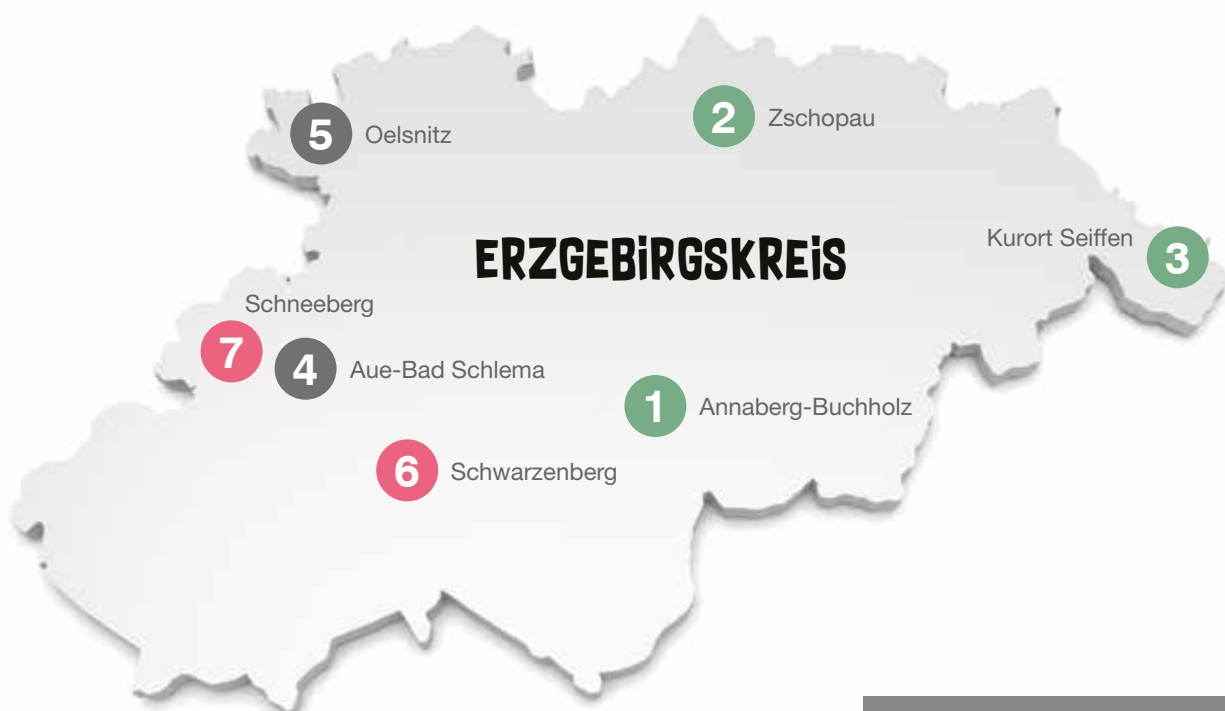 2 Zschopau
5 Oelsnitz
Kurort Seiffen 3
ERZGEBiRGSKREiS
Schneeberg
7
4 Aue-Bad Schlema
1 Annaberg-Buchholz
6 Schwarzenberg